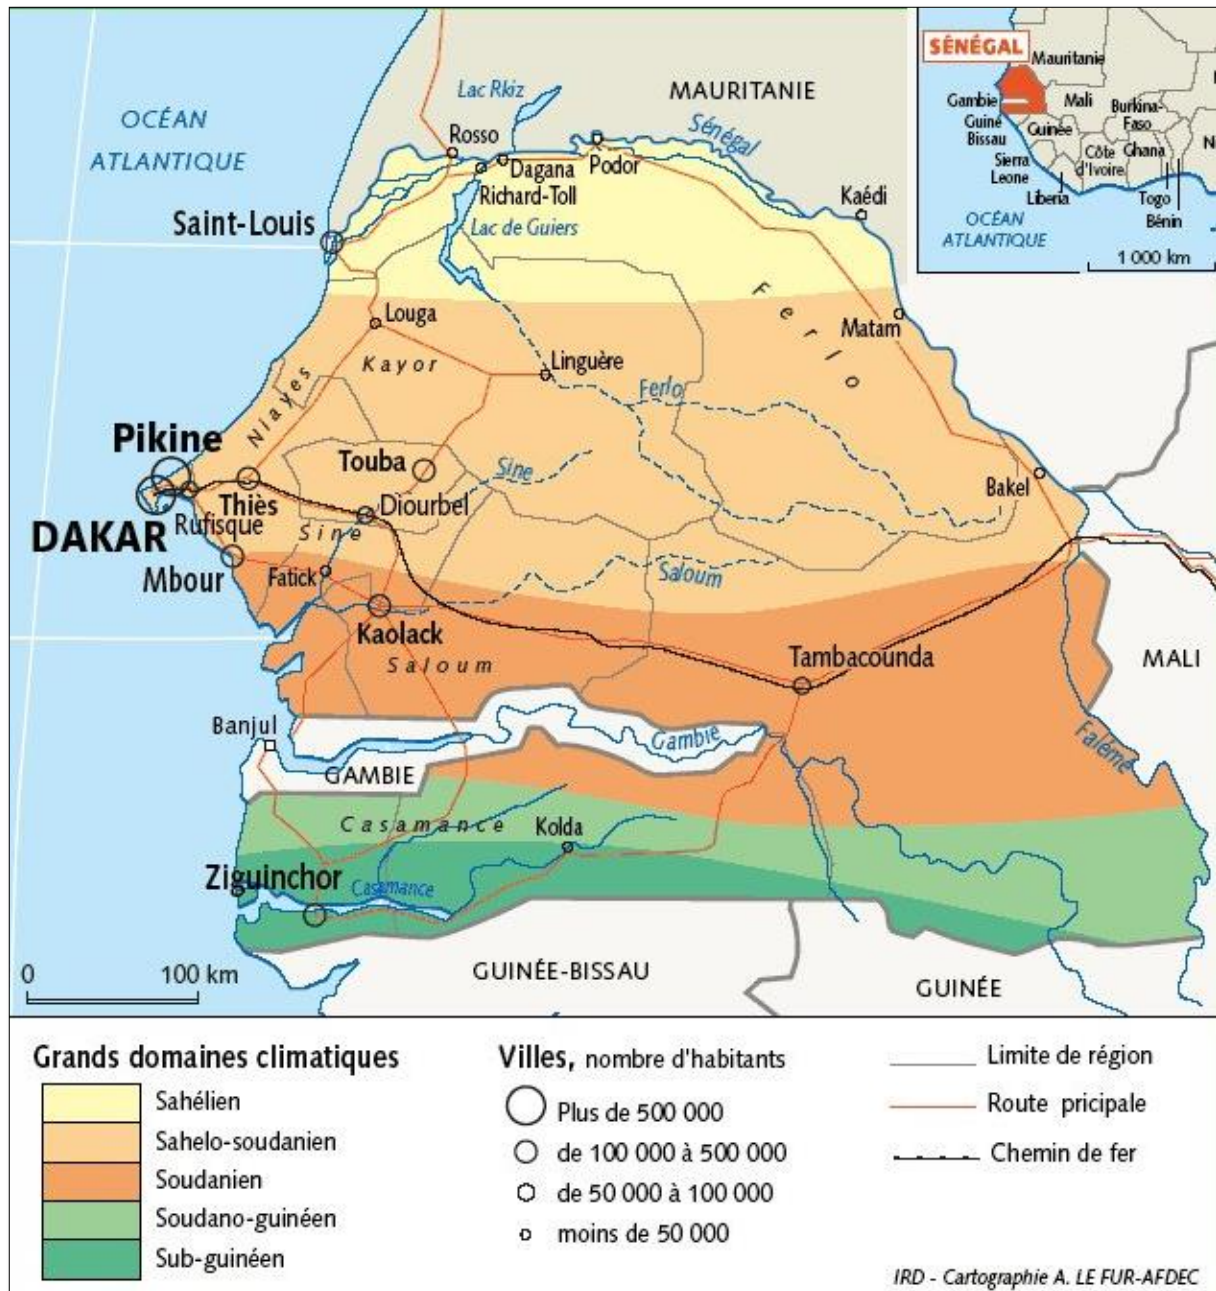 SÉNÉGAL
Mauritanie
Gambie
Mali
Burkina-
Faso
Guiné
Bissau
Guinée
Côte
d'Ivoire
Ghana
Sierra
Leone
Liberia
Togo
Bénin
OCÉAN
ATLANTIQUE
1 000 km
OCÉAN
ATLANTIQUE
Lac Rkiz
MAURITANIE
Sénégal
Rosso
Dagana
Podor
Richard-Toll
Kaédi
Saint-Louis
Lac de Guiers
Ferlo
Louga
Matam
Kayor
Linguère
Niayes
Ferlo
Pikine
Touba
Sine
Bakel
Thiès
Diourbel
DAKAR
Rufisque
Sine
Mbour
Fatick
Saloum
Kaolack
Saloum
Tambacounda
MALI
Banjul
Gambie
Falémé
GAMBIE
Casamance
Kolda
Ziguinchor
Casamance
0 100 km
GUINÉE-BISSAU
GUINÉE
Grands domaines climatiques
Sahélien
Sahelo-soudanien
Soudanien
Soudano-guinéen
Sub-guinéen
Villes, nombre d'habitants
Plus de 500 000
de 100 000 à 500 000
de 50 000 à 100 000
moins de 50 000
Limite de région
Route pricipale
Chemin de fer
IRD - Cartographie A. LE FUR-AFDEC